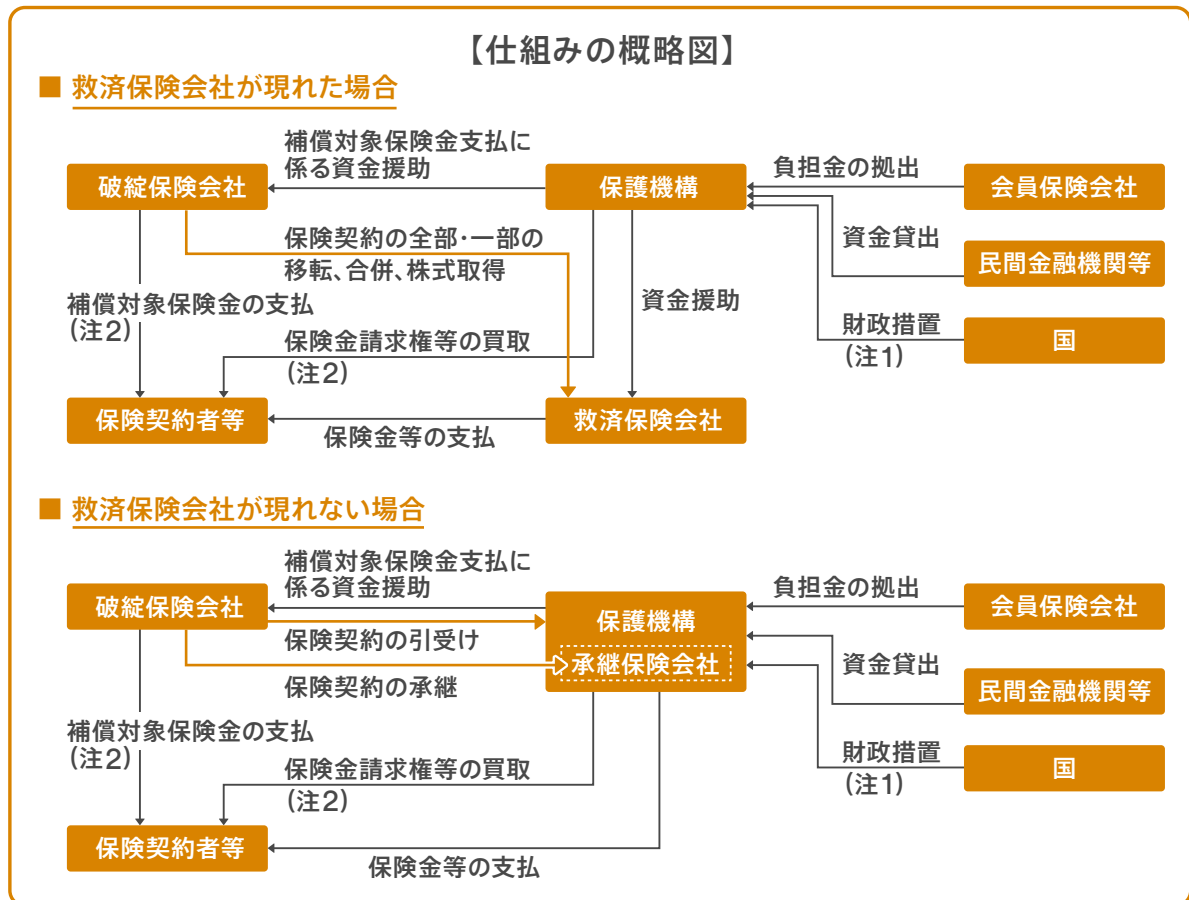 【仕組みの概略図】
■ 救済保険会社が現れた場合
補償対象保険金支払に
係る資金援助
負担金の拠出
破綻保険会社
保護機構
会員保険会社
保険契約の全部・一部の
移転、合併、株式取得
資金貸出
民間金融機関等
補償対象保険金の支払
(注2)
資金援助
保険金請求権等の買取
(注2)
財政措置
(注1)
国
保険契約者等
救済保険会社
保険金等の支払
■ 救済保険会社が現れない場合
補償対象保険金支払に
係る資金援助
負担金の拠出
破綻保険会社
保護機構
会員保険会社
保険契約の引受け
承継保険会社
資金貸出
保険契約の承継
民間金融機関等
補償対象保険金の支払
(注2)
保険金請求権等の買取
(注2)
財政措置
(注1)
国
保険契約者等
保険金等の支払